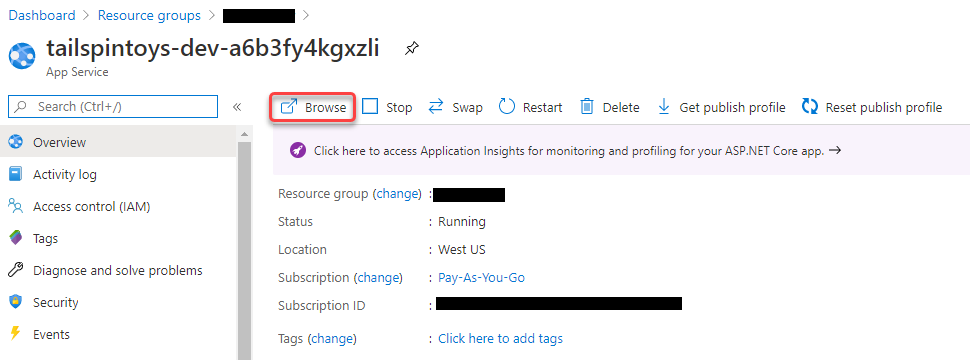 Dashboard > Resource groups >
tailspintoys-dev-a6b3fy4kgxzli
App Service
Search (Ctrl+/) «
Browse Stop Swap Restart Delete Get publish profile Reset publish profile
Overview
Activity log
Access control (IAM)
Tags
Diagnose and solve problems
Security
Events
Click here to access Application Insights for monitoring and profiling for your ASP.NET Core app. →
Resource group (change) :
Status : Running
Location : West US
Subscription (change) : Pay-As-You-Go
Subscription ID :
Tags (change) : Click here to add tags